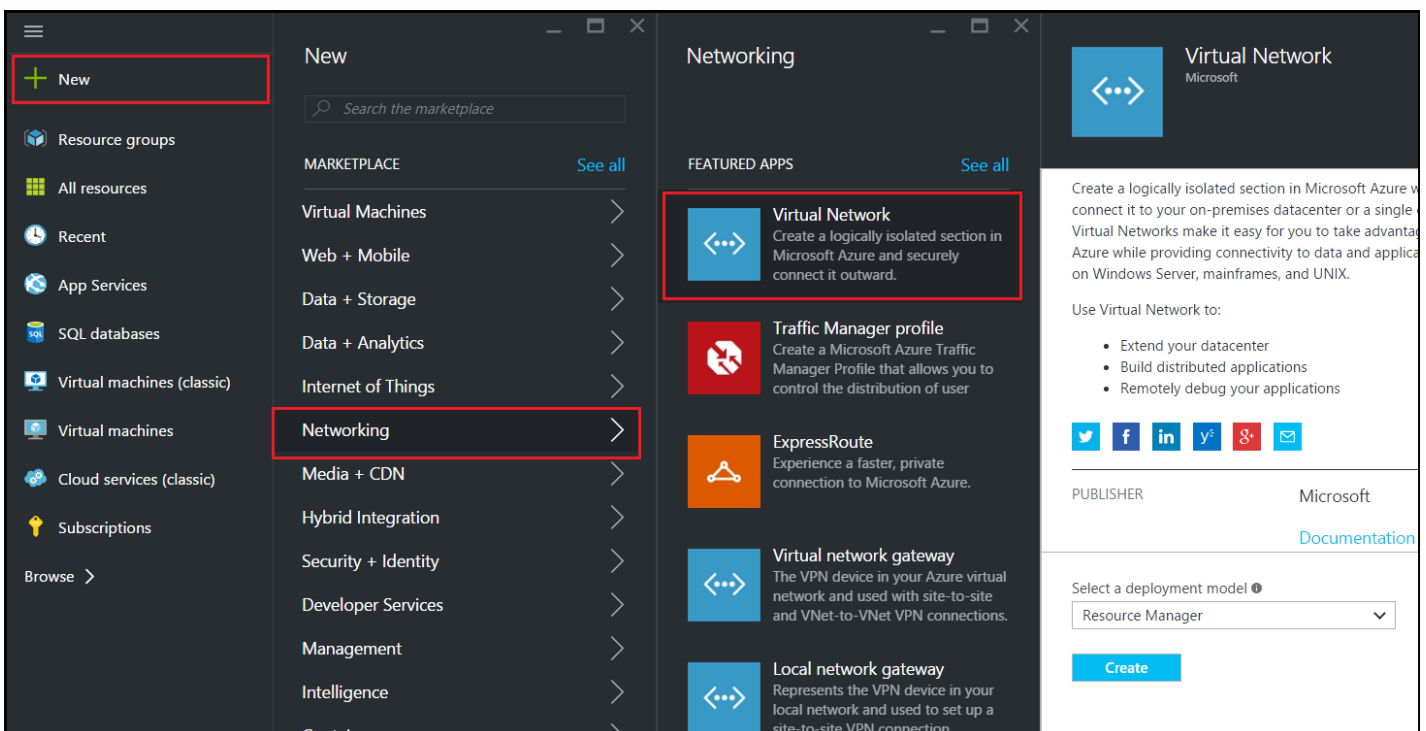 New
Resource groups
All resources
Recent
App Services
SQL databases
Virtual machines (classic)
Virtual machines
Cloud services (classic)
Subscriptions
Browse
New
Search the marketplace
MARKETPLACE
See all
Virtual Machines
Web + Mobile
Data + Storage
Data + Analytics
Internet of Things
Networking
Media + CDN
Hybrid Integration
Security + Identity
Developer Services
Management
Intelligence
Networking
FEATURED APPS
See all
Virtual Network
Create a logically isolated section in
Microsoft Azure and securely
connect it outward.
Traffic Manager profile
Create a Microsoft Azure Traffic
Manager Profile that allows you to
control the distribution of user
ExpressRoute
Experience a faster, private
connection to Microsoft Azure.
Virtual network gateway
The VPN device in your Azure virtual
network and used with site-to-site
and VNet-to-VNet VPN connections.
Local network gateway
Represents the VPN device in your
local network and used to set up a
site-to-site VPN connection
Virtual Network
Microsoft
Create a logically isolated section in Microsoft Azure
connect it to your on-premises datacenter or a single
Virtual Networks make it easy for you to take
Azure while providing connectivity to data and
on Windows Server, mainframes, and UNIX.
Use Virtual Network to:
• Extend your datacenter
• Build distributed applications
• Remotely debug your applications
PUBLISHER
Microsoft
Documentation
Select a deployment model
Resource Manager
Create